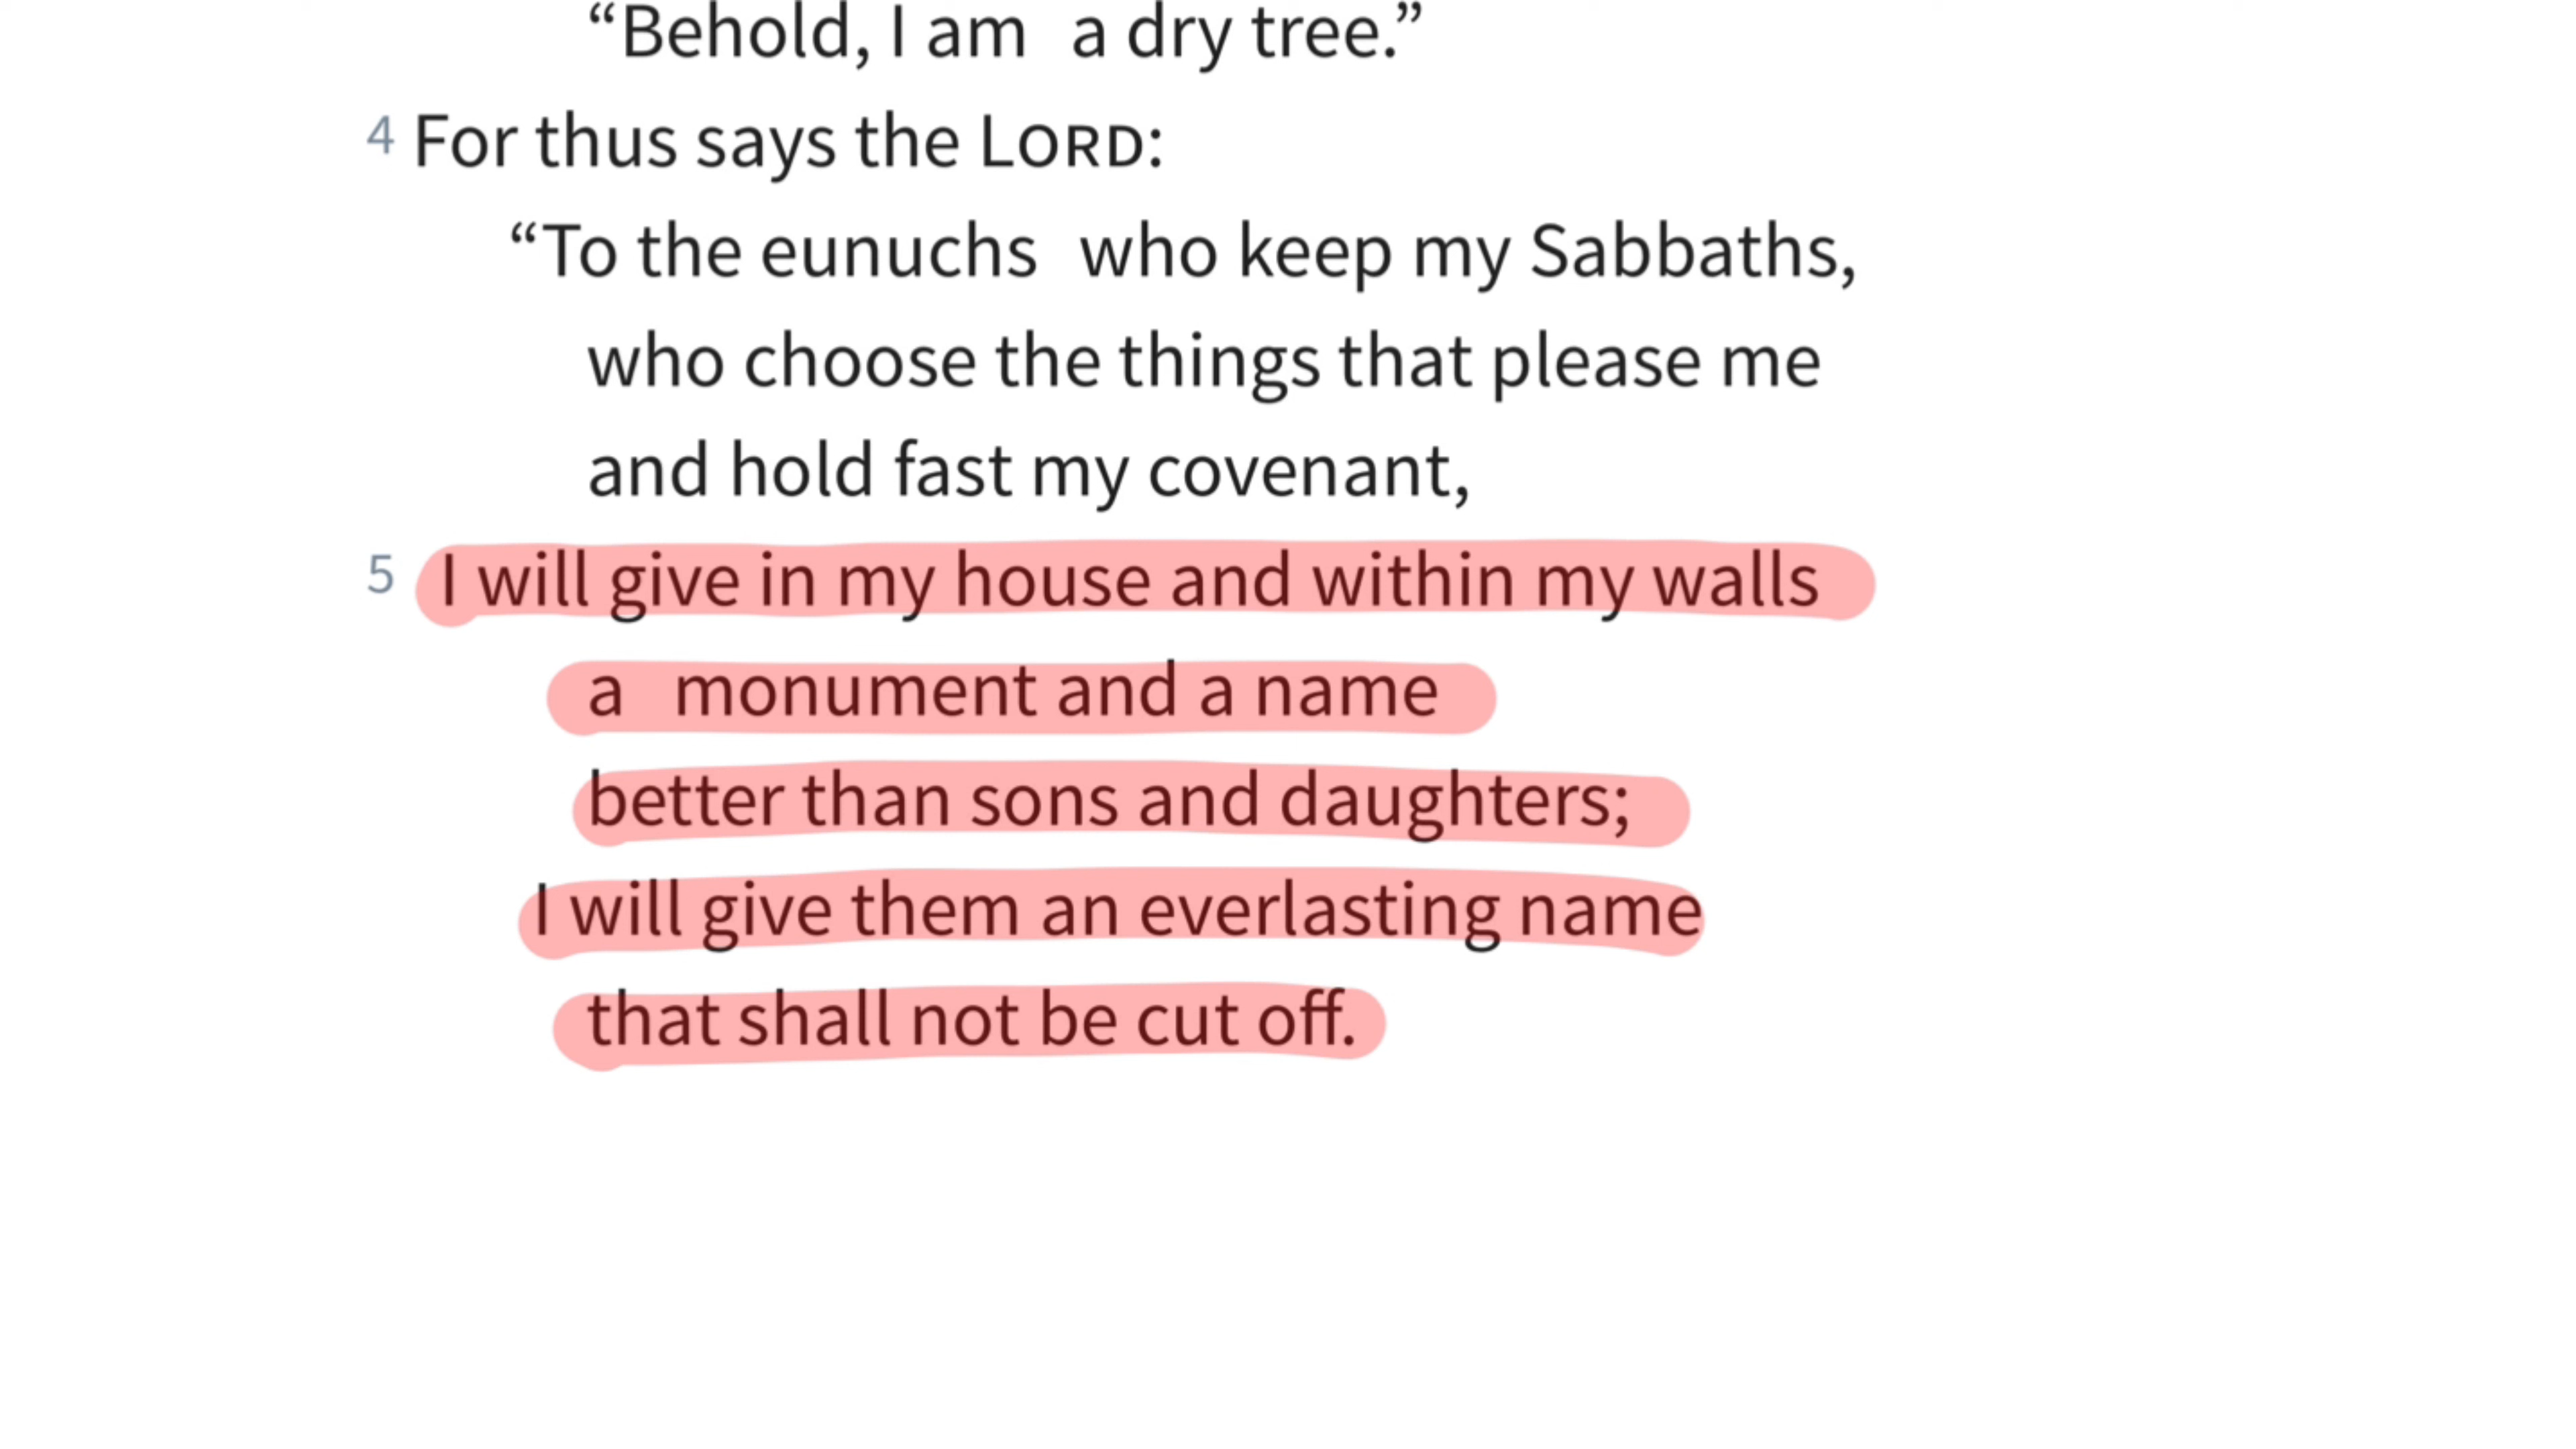 “Behold, I am a dry tree.”
4 For thus says the LORD:
“To the eunuchs who keep my Sabbaths,
who choose the things that please me
and hold fast my covenant,
5 I will give in my house and within my walls
a monument and a name
better than sons and daughters;
I will give them an everlasting name
that shall not be cut off.